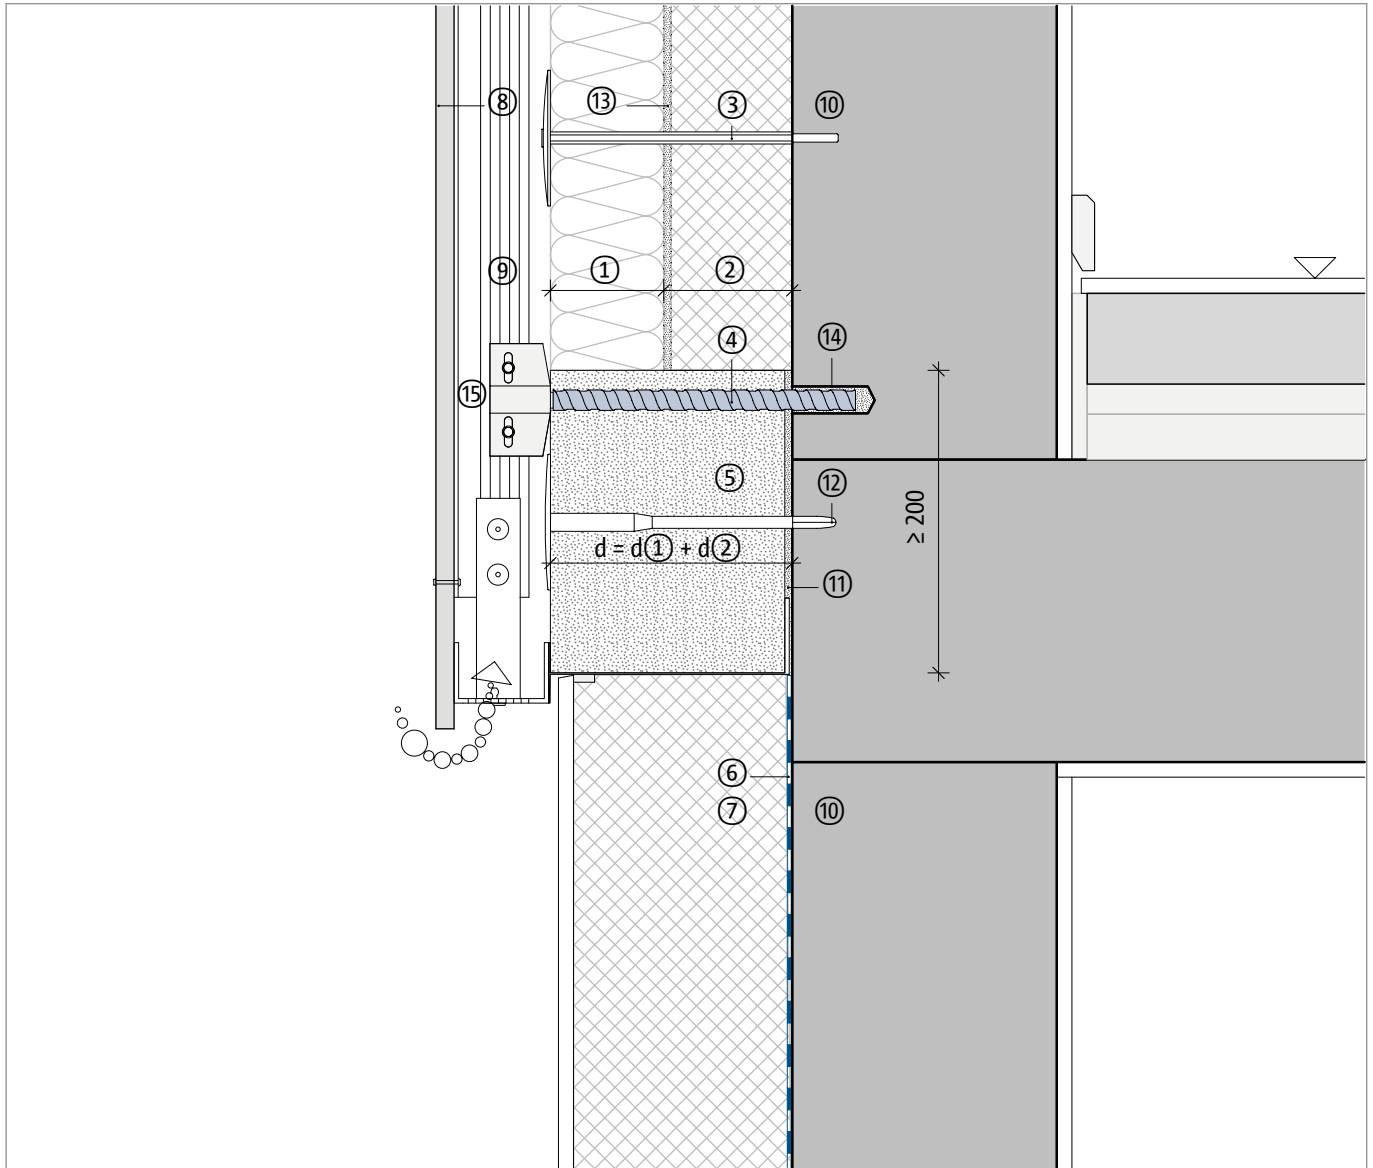 ⑧ ⑬ ③ ⑩
⑨ ① ②
④ ⑭
⑮
⑤ ⑫
≥ 200
d = d① + d②
⑪
⑥
⑦ ⑩